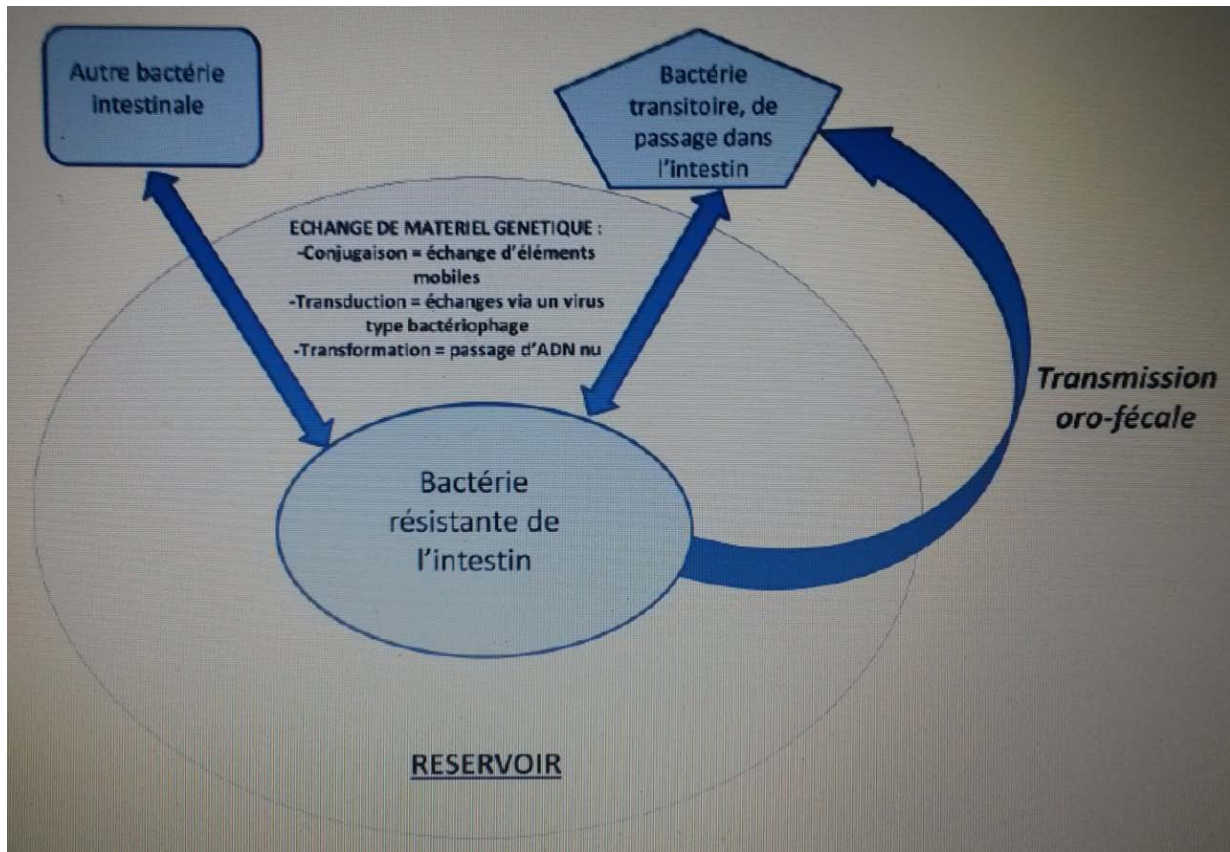 Autre bactérie
intestinale
Bactérie
transitoire, de
passage dans
l'intestin
ECHANGE DE MATERIEL GENETIQUE :
-Conjugaison = échange d'éléments
mobiles
-Transduction = échanges via un virus
type bactériophage
-Transformation = passage d'ADN nu
Transmission
oro-fécale
Bactérie
résistante de
l'intestin
RESERVOIR